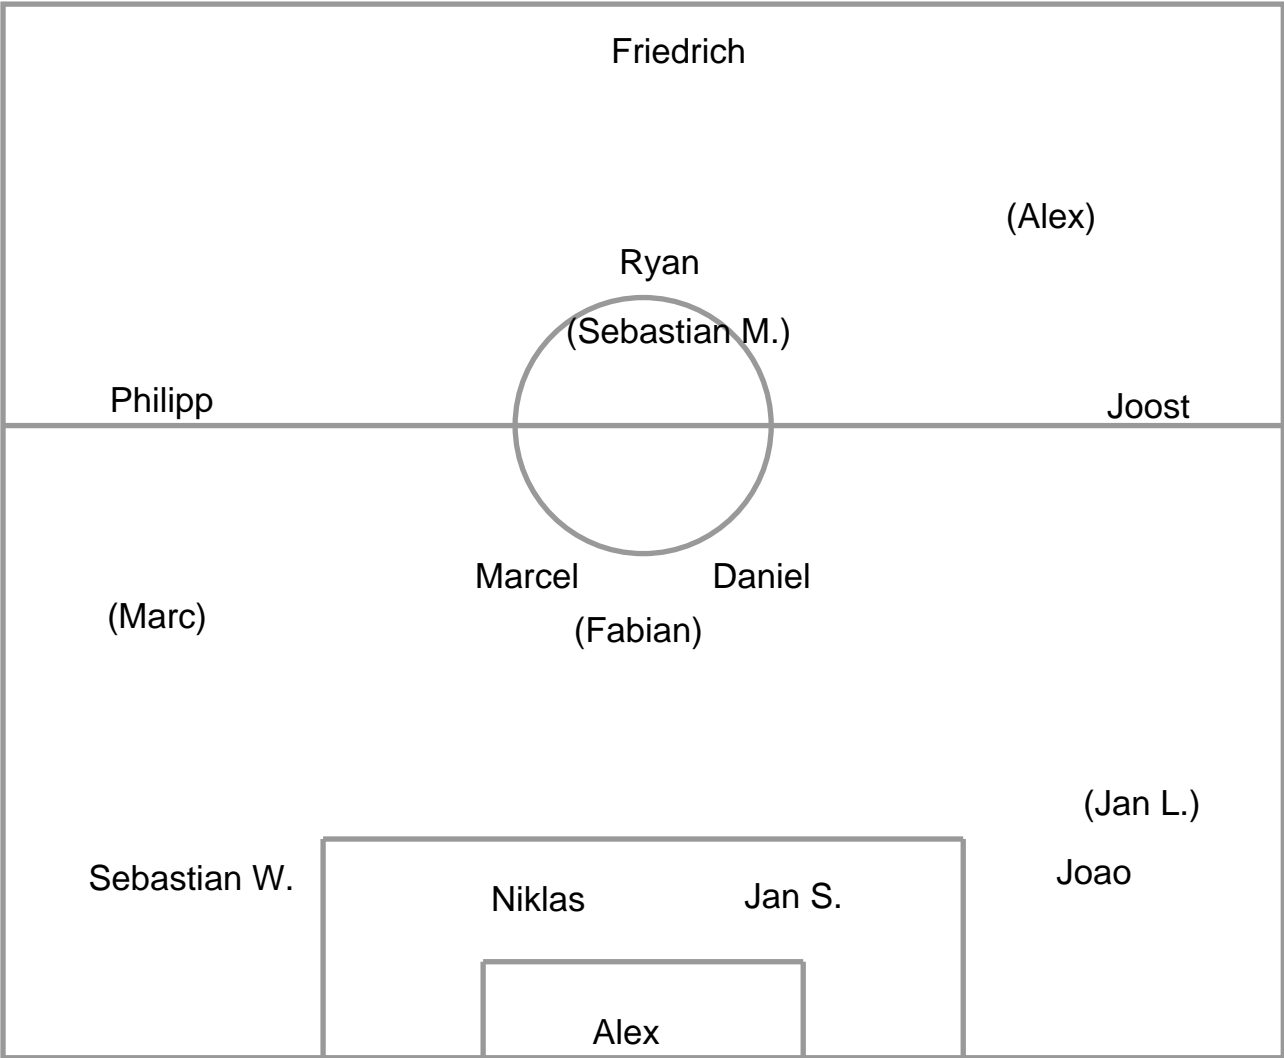 Friedrich
(Alex)
Ryan
(Sebastian M.)
Philipp
Joost
Marcel
Daniel
(Marc)
(Fabian)
(Jan L.)
Sebastian W.
Joao
Niklas
Jan S.
Alex